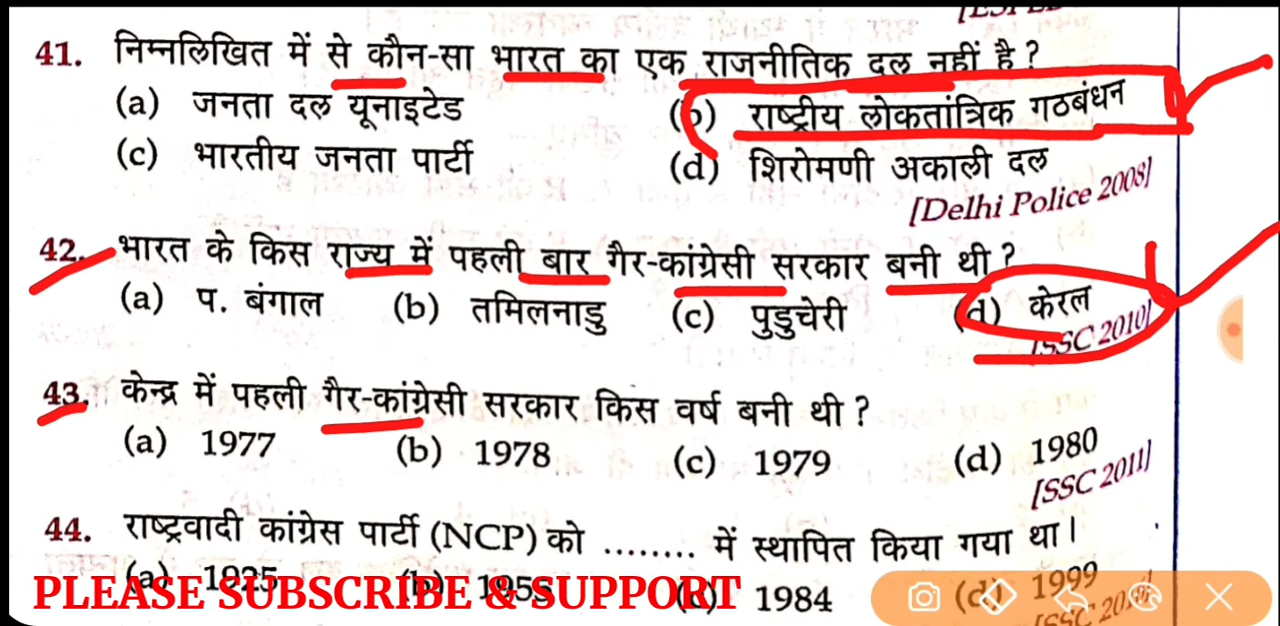 41. निम्नलिखित में से कौन-सा भारत का एक राजनीतिक दल नहीं है ?
(a) जनता दल यूनाइटेड (b) राष्ट्रीय लोकतांत्रिक गठबंधन
(c) भारतीय जनता पार्टी (d) शिरोमणी अकाली दल
[Delhi Police 2008]
42. भारत के किस राज्य में पहली बार गैर-कांग्रेसी सरकार बनी थी ?
(a) प. बंगाल (b) तमिलनाडु (c) पुडुचेरी (d) केरल
[SSC 2010]
43. केन्द्र में पहली गैर-कांग्रेसी सरकार किस वर्ष बनी थी ?
(a) 1977 (b) 1978 (c) 1979 (d) 1980
[SSC 2011]
44. राष्ट्रवादी कांग्रेस पार्टी (NCP) को ........ में स्थापित किया गया था।
(a) 1925 (b) (c) 1984 (d) 1999
PLEASE SUBSCRIBE & SUPPORT